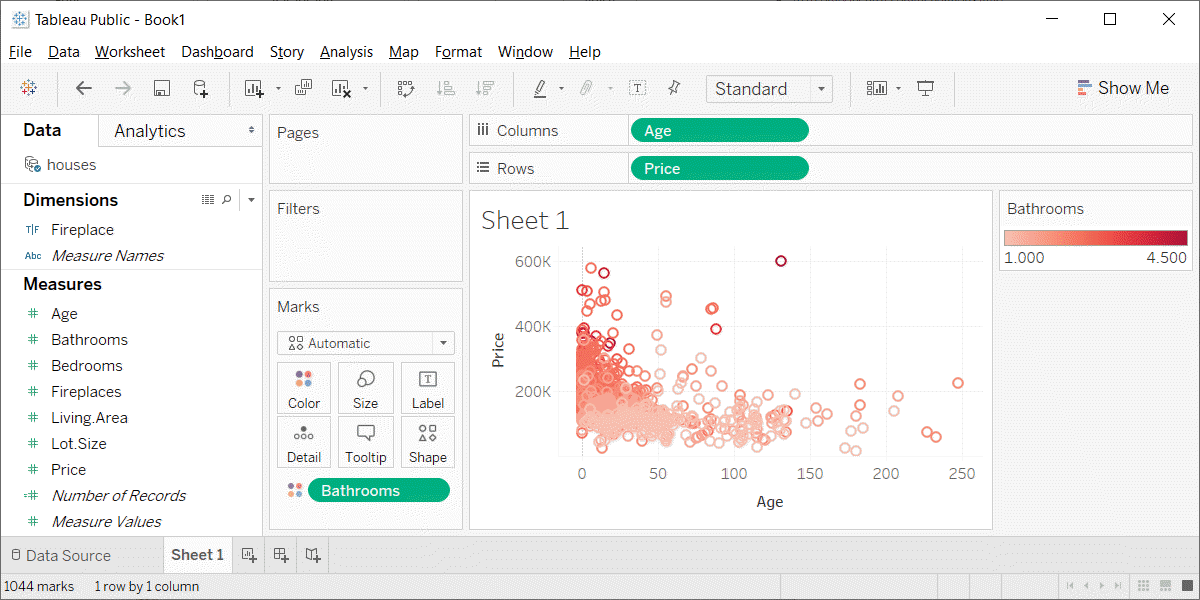 Tableau Public - Book1
File Data Worksheet Dashboard Story Analysis Map Format Window Help
Standard
Show Me
Data Analytics
houses
Dimensions
T|F Fireplace
Abc Measure Names
Measures
Age
Bathrooms
Bedrooms
Fireplaces
Living.Area
Lot.Size
Price
Number of Records
Measure Values
Pages
Filters
Marks
Automatic
Color Size Label
Detail Tooltip Shape
Bathrooms
Columns Age
Rows Price
Sheet 1
600K
400K
200K
Price
0 50 100 150 200 250
Age
Bathrooms
1.000 4.500
Data Source Sheet 1
1044 marks 1 row by 1 column